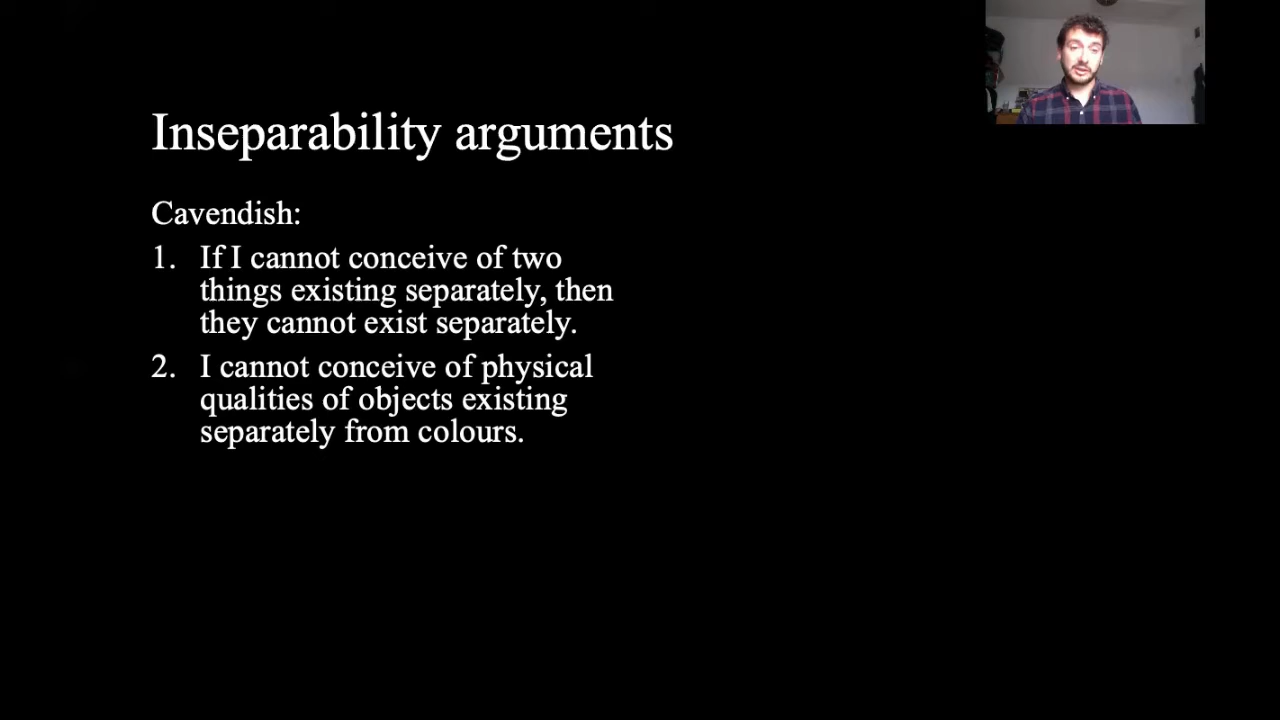 Inseparability arguments
Cavendish:
1. If I cannot conceive of two
things existing separately, then
they cannot exist separately.
2. I cannot conceive of physical
qualities of objects existing
separately from colours.